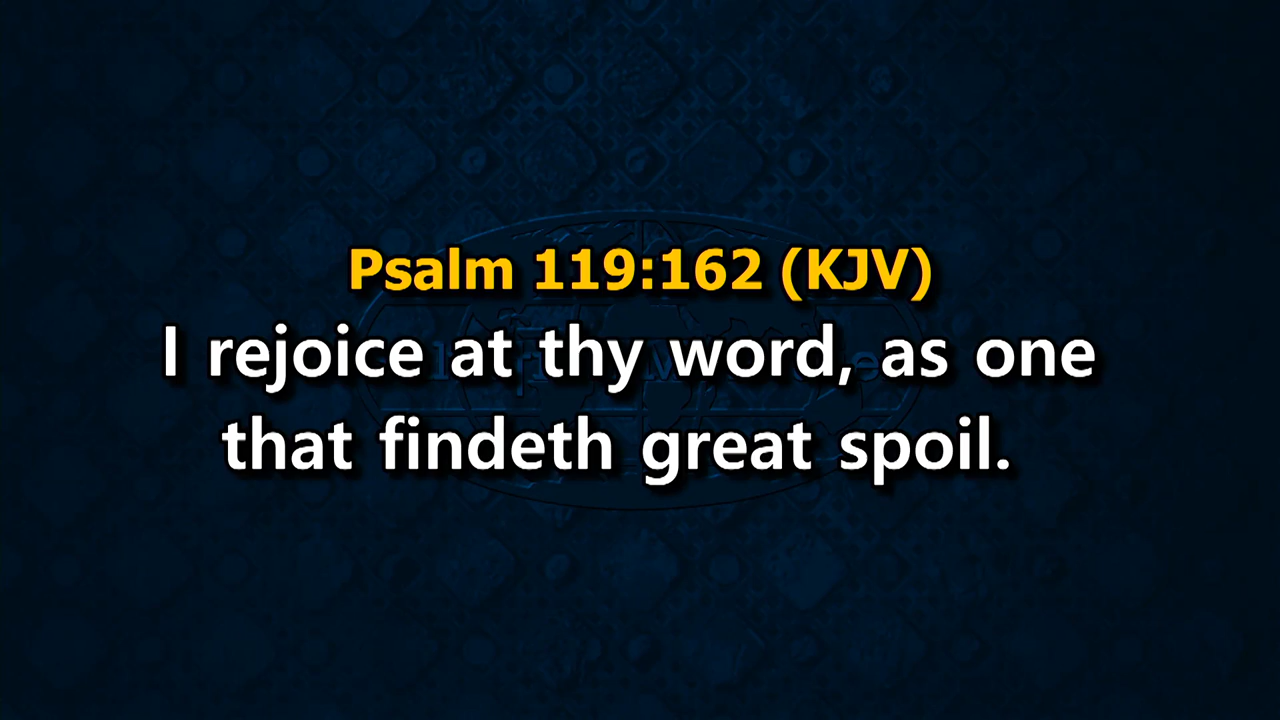 Psalm 119:162 (KJV)
I rejoice at thy word, as one
that findeth great spoil.